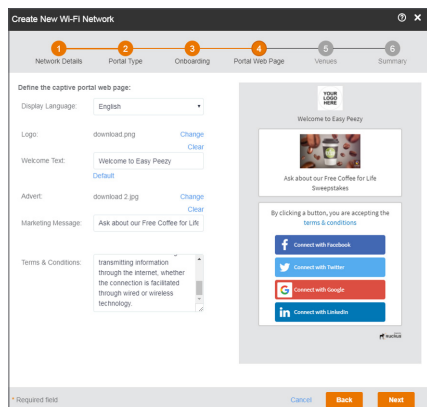 Create New Wi-Fi Network
1 2 3 4 5 6
Network Details Portal Type Onboarding Portal Web Page Venues Summary
Define the captive portal web page:
Display Language: English
Logo: download.png Change
Clear
Welcome Text: Welcome to Easy Peezy
Default
Advert: download 2.jpg Change
Clear
Marketing Message: Ask about our Free Coffee for Life
Terms & Conditions:
transmitting information
through the internet, whether
the connection is facilitated
through wired or wireless
technology.
YOUR
LOGO
HERE
Welcome to Easy Peezy
Ask about our Free Coffee for Life
Sweepstakes
By clicking a button, you are accepting the
terms & conditions
Connect with Facebook
Connect with Twitter
Connect with Google
Connect with LinkedIn
RUCKUS
* Required field
Cancel Back Next